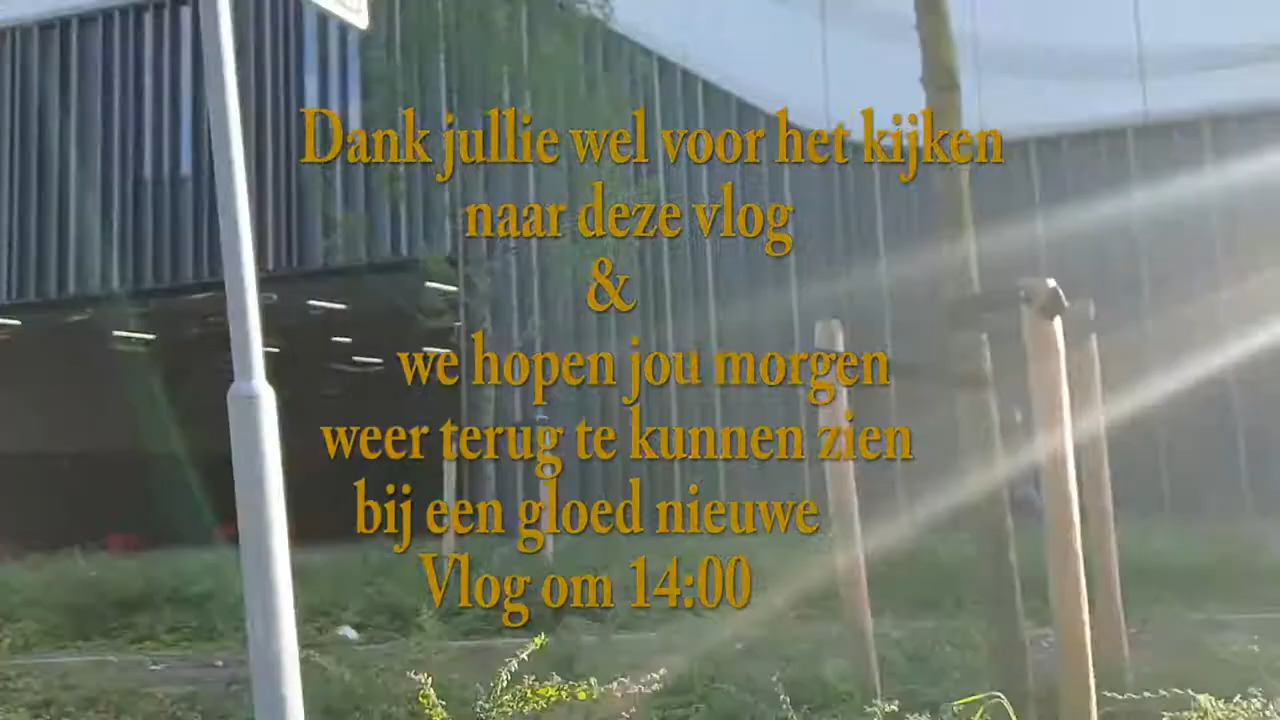 Dank jullie wel voor het kijken
naar deze vlog
&
we hopen jou morgen
weer terug te kunnen zien
bij een gloed nieuwe
Vlog om 14:00